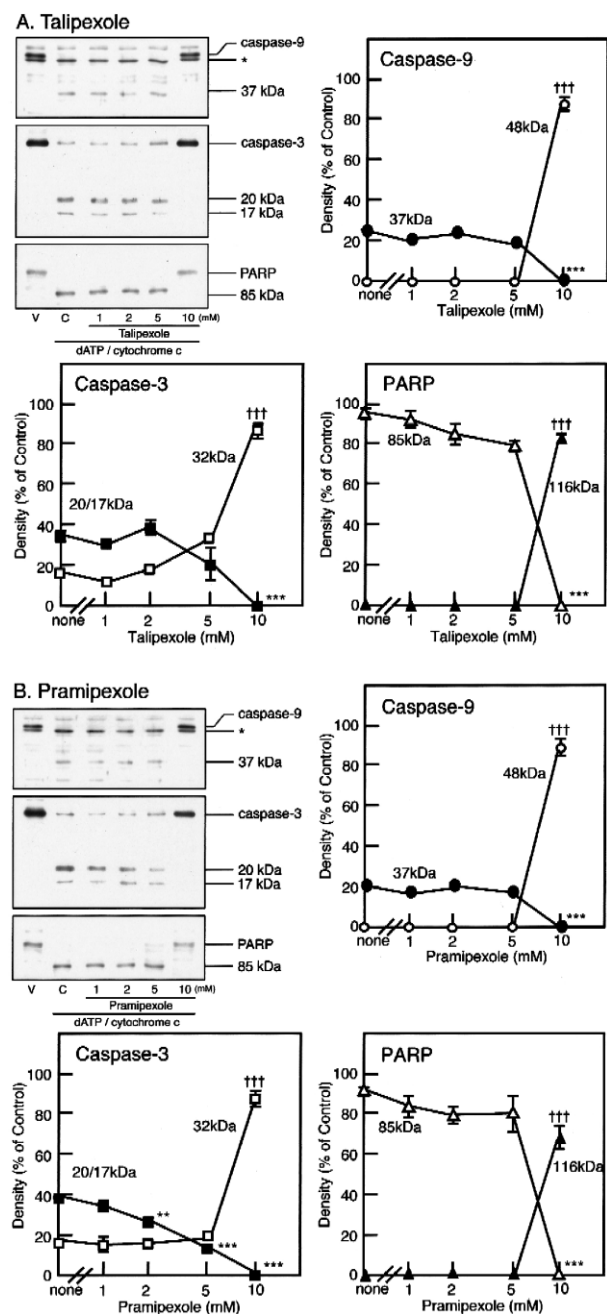 A. Talipexole
caspase-9
*
37 kDa
caspase-3
20 kDa
17 kDa
PARP
85 kDa
V C 1 2 5 10 (mM)
Talipexole
dATP / cytochrome c
Caspase-9
Density (% of Control)
100
80
60
40
20
0
48kDa
†††
37kDa
***
none 1 2 5 10
Talipexole (mM)
Caspase-3
Density (% of Control)
100
80
60
40
20
0
†††
32kDa
20/17kDa
***
none 1 2 5 10
Talipexole (mM)
PARP
Density (% of Control)
100
80
60
40
20
0
†††
85kDa
116kDa
***
none 1 2 5 10
Talipexole (mM)
B. Pramipexole
caspase-9
*
37 kDa
caspase-3
20 kDa
17 kDa
PARP
85 kDa
V C 1 2 5 10 (mM)
Pramipexole
dATP / cytochrome c
Caspase-9
Density (% of Control)
100
80
60
40
20
0
†††
48kDa
37kDa
***
none 1 2 5 10
Pramipexole (mM)
Caspase-3
Density (% of Control)
100
80
60
40
20
0
†††
32kDa
20/17kDa
**
***
***
none 1 2 5 10
Pramipexole (mM)
PARP
Density (% of Control)
100
80
60
40
20
0
85kDa
†††
116kDa
***
none 1 2 5 10
Pramipexole (mM)